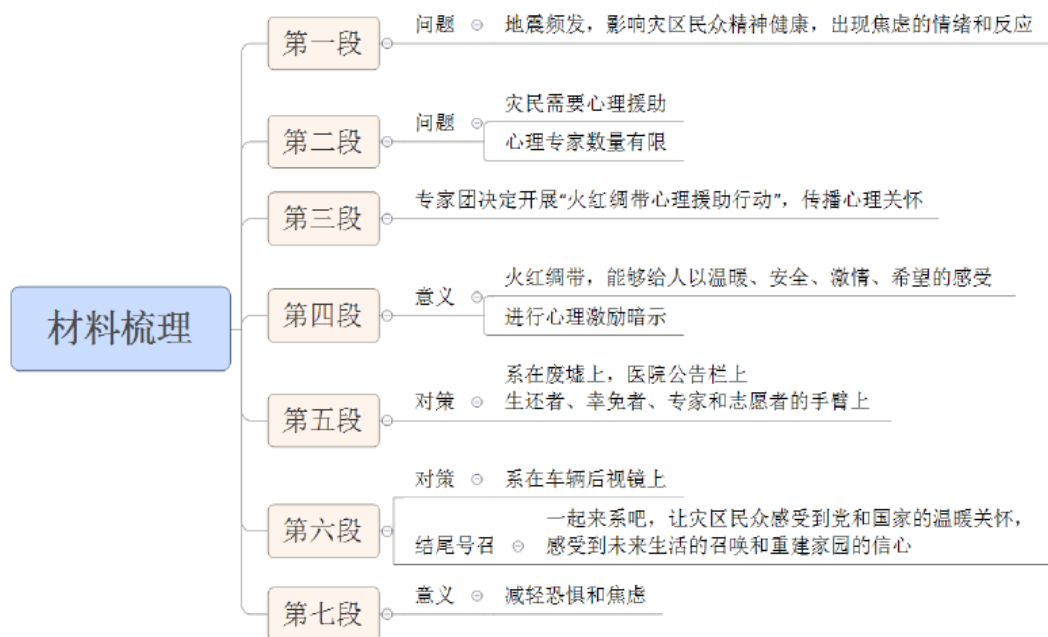 材料梳理
第一段
问题
地震频发，影响灾区民众精神健康，出现焦虑的情绪和反应
第二段
问题
灾民需要心理援助
心理专家数量有限
第三段
专家团决定开展“火红绸带心理援助行动”，传播心理关怀
第四段
意义
火红绸带，能够给人以温暖、安全、激情、希望的感受
进行心理激励暗示
第五段
对策
系在废墟上，医院公告栏上
生还者、幸免者、专家和志愿者的手臂上
第六段
对策
系在车辆后视镜上
结尾号召
一起来系吧，让灾区民众感受到党和国家的温暖关怀，
感受到未来生活的召唤和重建家园的信心
第七段
意义
减轻恐惧和焦虑